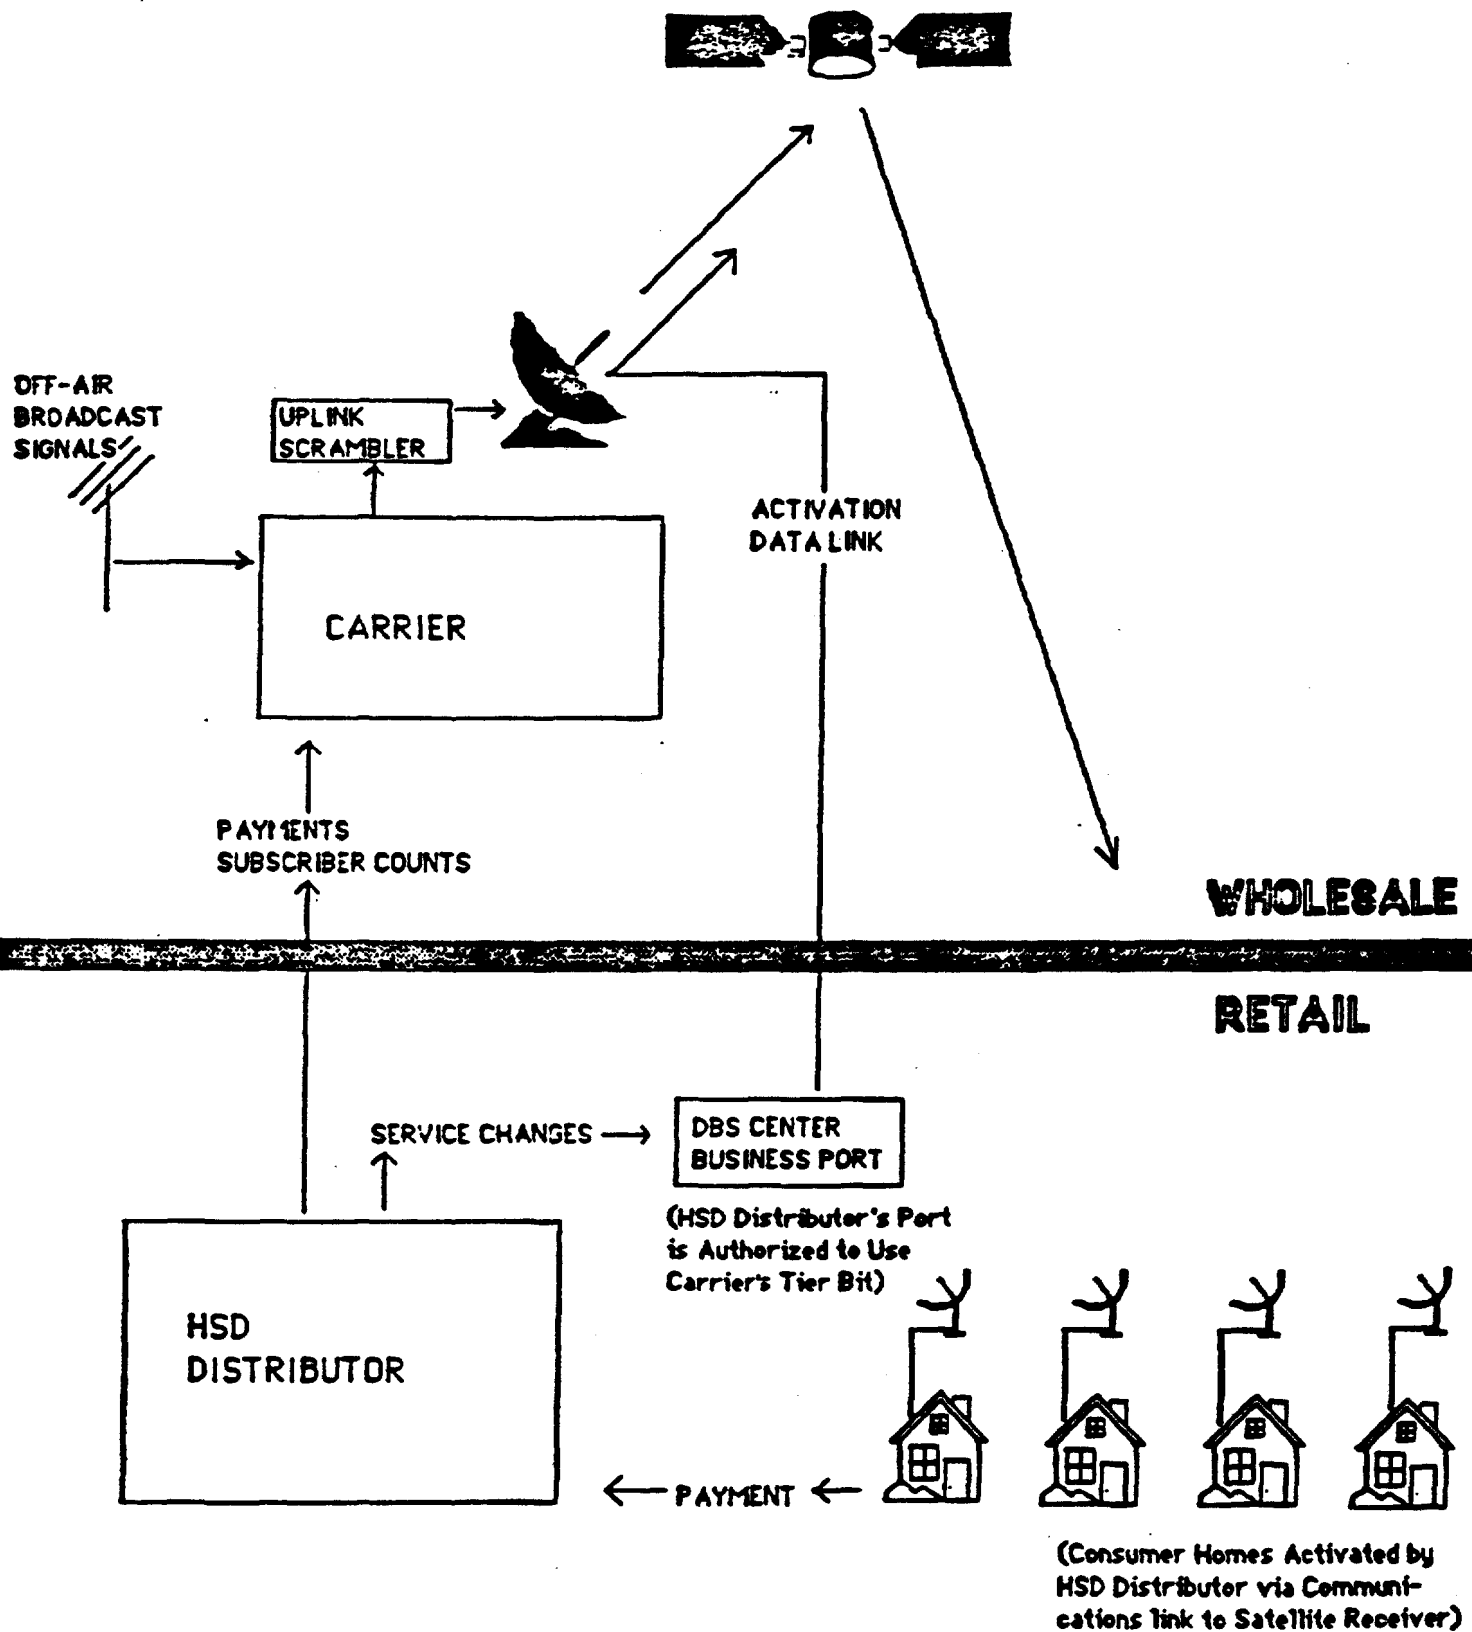 OFF-AIR
BROADCAST
SIGNALS
UPLINK
SCRAMBLER
ACTIVATION
DATA LINK
CARRIER
PAYMENTS
SUBSCRIBER COUNTS
WHOLESALE
RETAIL
SERVICE CHANGES
DBS CENTER
BUSINESS PORT
(HSD Distributor's Port
is Authorized to Use
Carrier's Tier Bit)
HSD
DISTRIBUTOR
PAYMENT
(Consumer Homes Activated by
HSD Distributor via Communi-
cations link to Satellite Receiver)